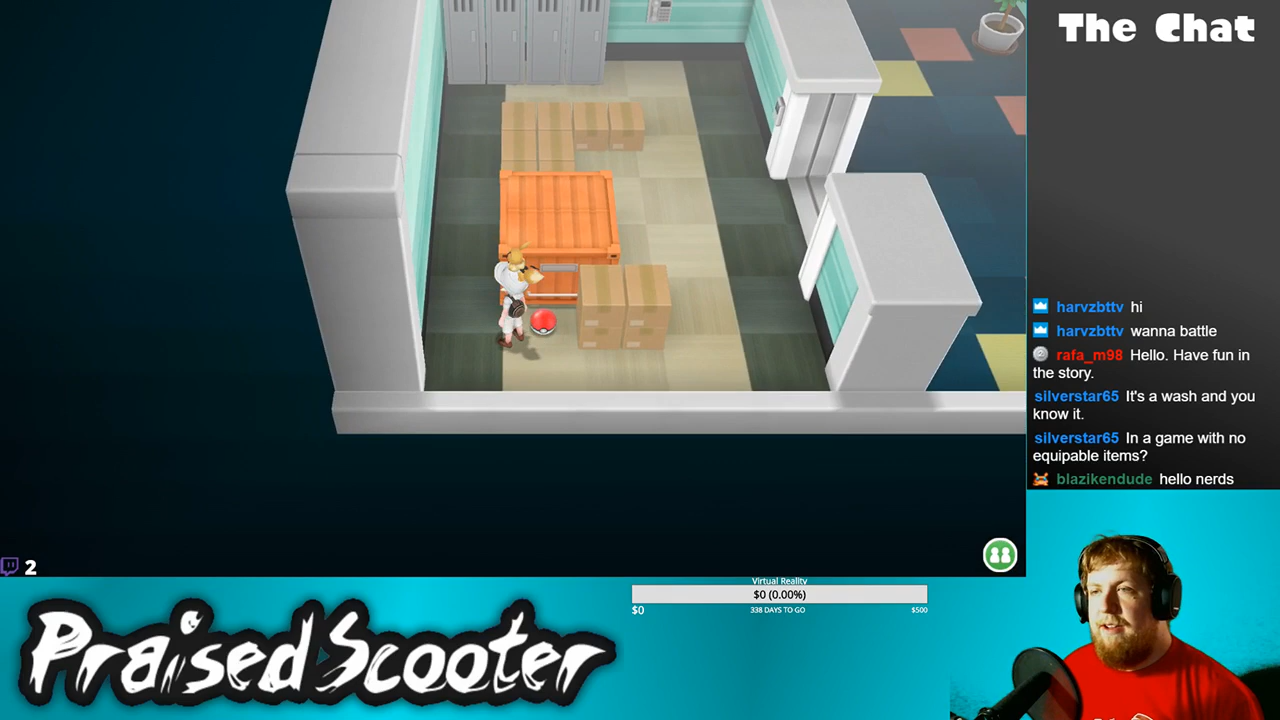 The Chat
harvzbttv hi
harvzbttv wanna battle
rafa_m98 Hello. Have fun in
the story.
silverstar65 It's a wash and you
know it.
silverstar65 In a game with no
equipable items?
blazikendude hello nerds
2
Virtual Reality
$0 (0.00%)
$0 338 DAYS TO GO $500
PraisedScooter